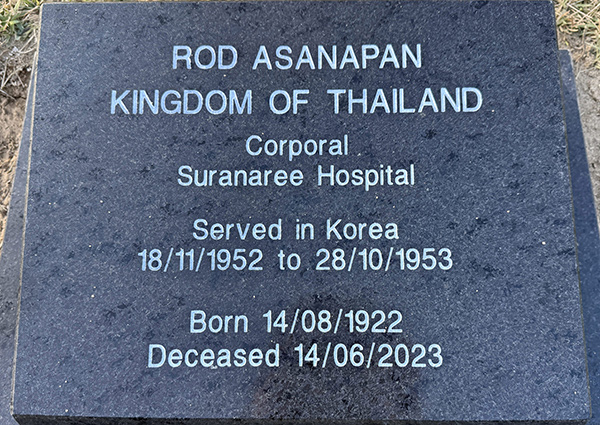 ROD ASANAPAN
KINGDOM OF THAILAND
Corporal
Suranaree Hospital
Served in Korea
18/11/1952 to 28/10/1953
Born 14/08/1922
Deceased 14/06/2023